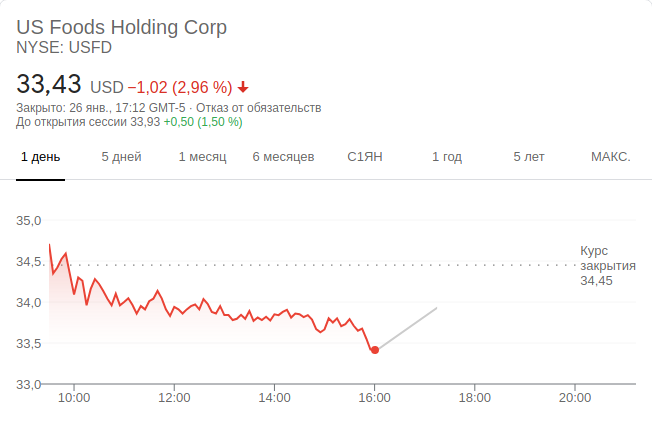 US Foods Holding Corp
NYSE: USFD
33,43 USD −1,02 (2,96 %)
Закрыто: 26 янв., 17:12 GMT-5 · Отказ от обязательств
До открытия сессии 33,93 +0,50 (1,50 %)
1 день 5 дней 1 месяц 6 месяцев С1ЯН 1 год 5 лет МАКС.
35,0
34,5
34,0
33,5
33,0
Курс
закрытия
34,45
10:00 12:00 14:00 16:00 18:00 20:00